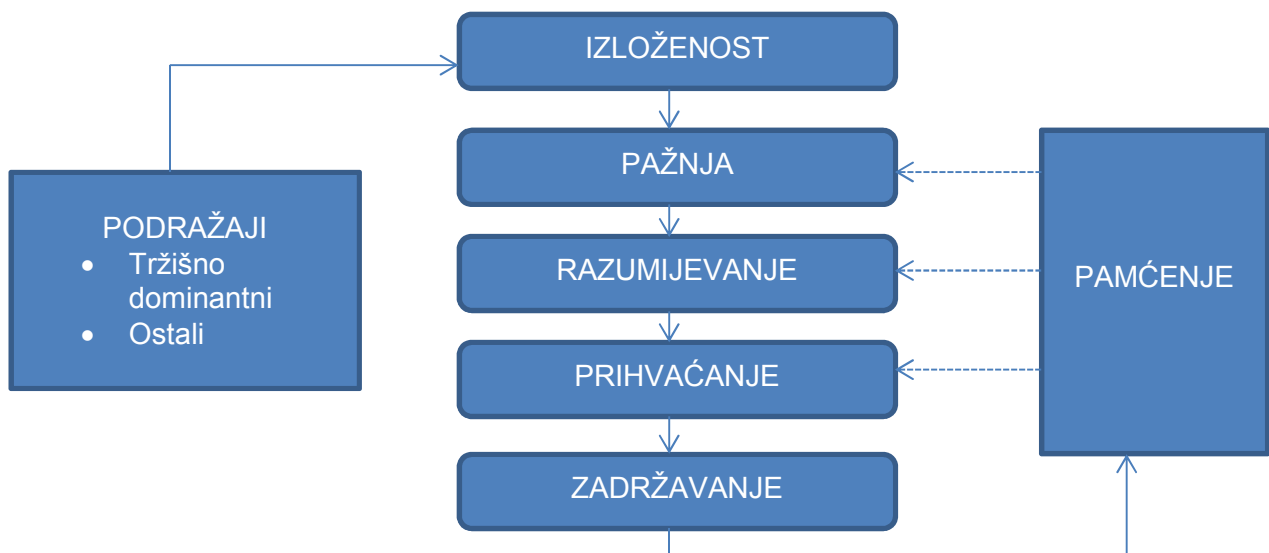 IZLOŽENOST
PAŽNJA
PODRAŽAJI
• Tržišno
dominantni
• Ostali
RAZUMIJEVANJE
PAMĆENJE
PRIHVAĆANJE
ZADRŽAVANJE